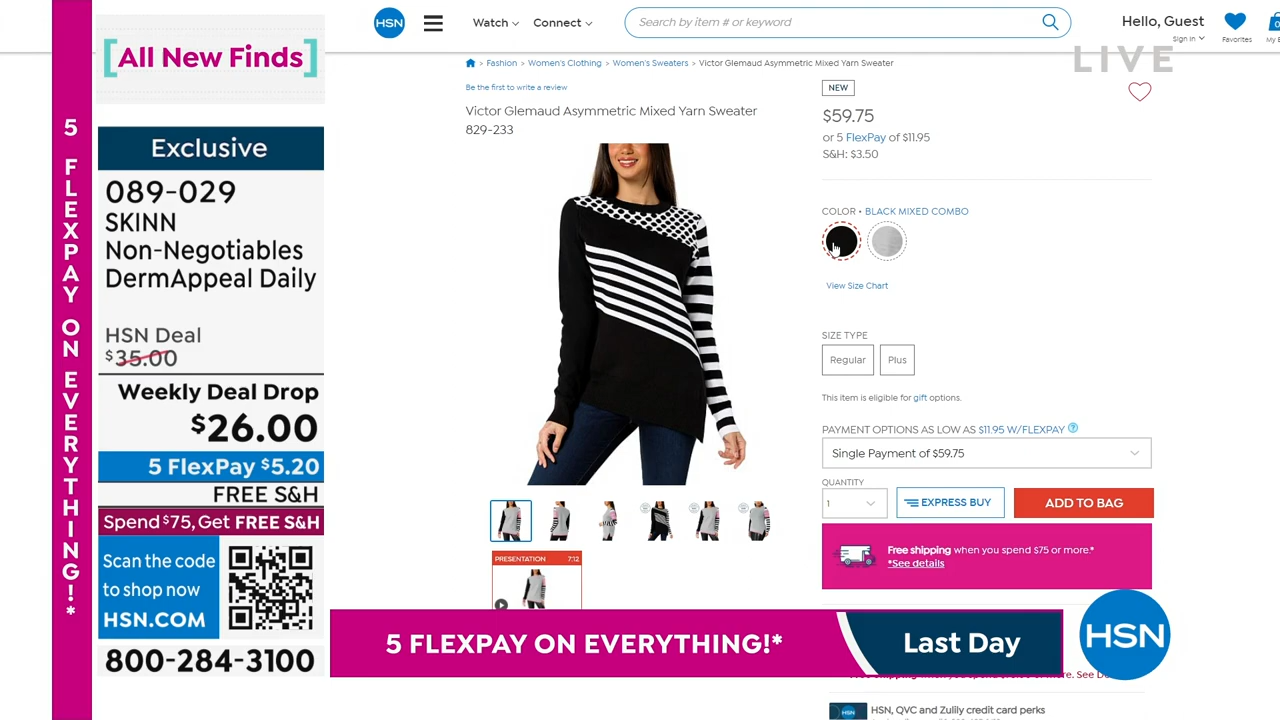 5 FLEXPAY ON EVERYTHING!*
[All New Finds]
Exclusive
089-029
SKINN
Non-Negotiables
DermAppeal Daily
HSN Deal
$35.00
Weekly Deal Drop
$26.00
5 FlexPay $5.20
FREE S&H
Spend $75, Get FREE S&H
Scan the code
to shop now
HSN.COM
800-284-3100
HSN
Watch
Connect
Search by item # or keyword
Hello, Guest
Sign In
Favorites
0
LIVE
> Fashion > Women's Clothing > Women's Sweaters > Victor Glemaud Asymmetric Mixed Yarn Sweater
Be the first to write a review
Victor Glemaud Asymmetric Mixed Yarn Sweater
829-233
NEW
$59.75
or 5 FlexPay of $11.95
S&H: $3.50
COLOR • BLACK MIXED COMBO
View Size Chart
SIZE TYPE
Regular
Plus
This item is eligible for gift options.
PAYMENT OPTIONS AS LOW AS $11.95 W/FLEXPAY ?
Single Payment of $59.75
QUANTITY
1
EXPRESS BUY
ADD TO BAG
Free shipping when you spend $75 or more.*
*See details
PRESENTATION 7:12
5 FLEXPAY ON EVERYTHING!*
Last Day
HSN
HSN
HSN, QVC and Zulily credit card perks